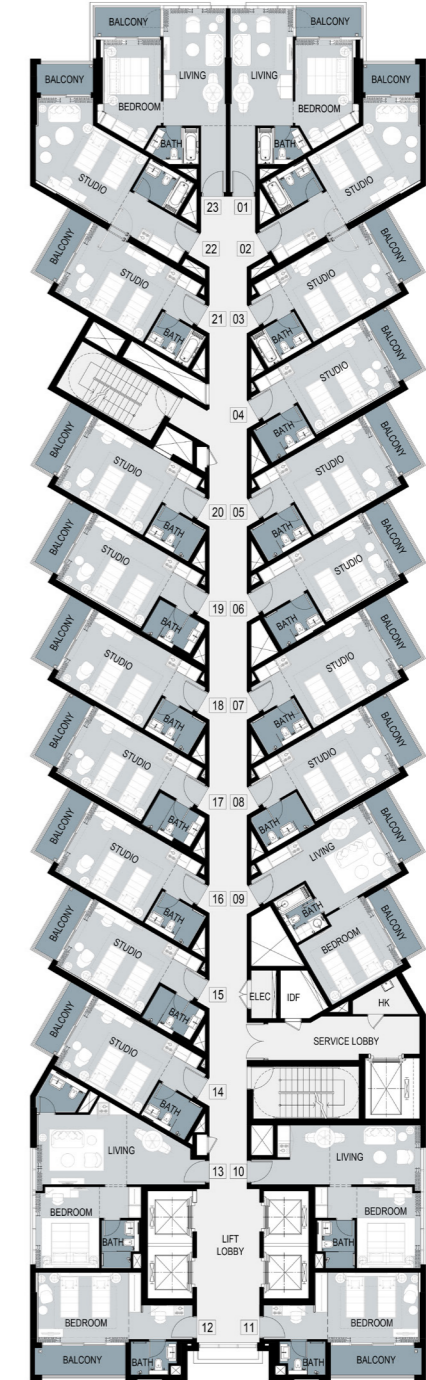 BALCONY
BALCONY
LIVING
LIVING
BALCONY
BALCONY
BEDROOM
BEDROOM
BATH
BATH
STUDIO
STUDIO
23
01
22
02
BALCONY
BALCONY
STUDIO
STUDIO
21
03
BATH
BATH
BALCONY
STUDIO
04
BATH
BALCONY
BALCONY
STUDIO
STUDIO
20
05
BATH
BATH
BALCONY
BALCONY
STUDIO
STUDIO
19
06
BATH
BATH
BALCONY
BALCONY
STUDIO
STUDIO
18
07
BATH
BATH
BALCONY
BALCONY
STUDIO
STUDIO
17
08
BATH
BATH
BALCONY
BALCONY
STUDIO
LIVING
16
09
BATH
BATH
BALCONY
BALCONY
STUDIO
BEDROOM
15
ELEC
IDF
HK
BATH
BALCONY
STUDIO
SERVICE LOBBY
14
BATH
LIVING
LIVING
13
10
BEDROOM
BEDROOM
BATH
BATH
LIFT
LOBBY
BEDROOM
BEDROOM
12
11
BALCONY
BATH
BATH
BALCONY